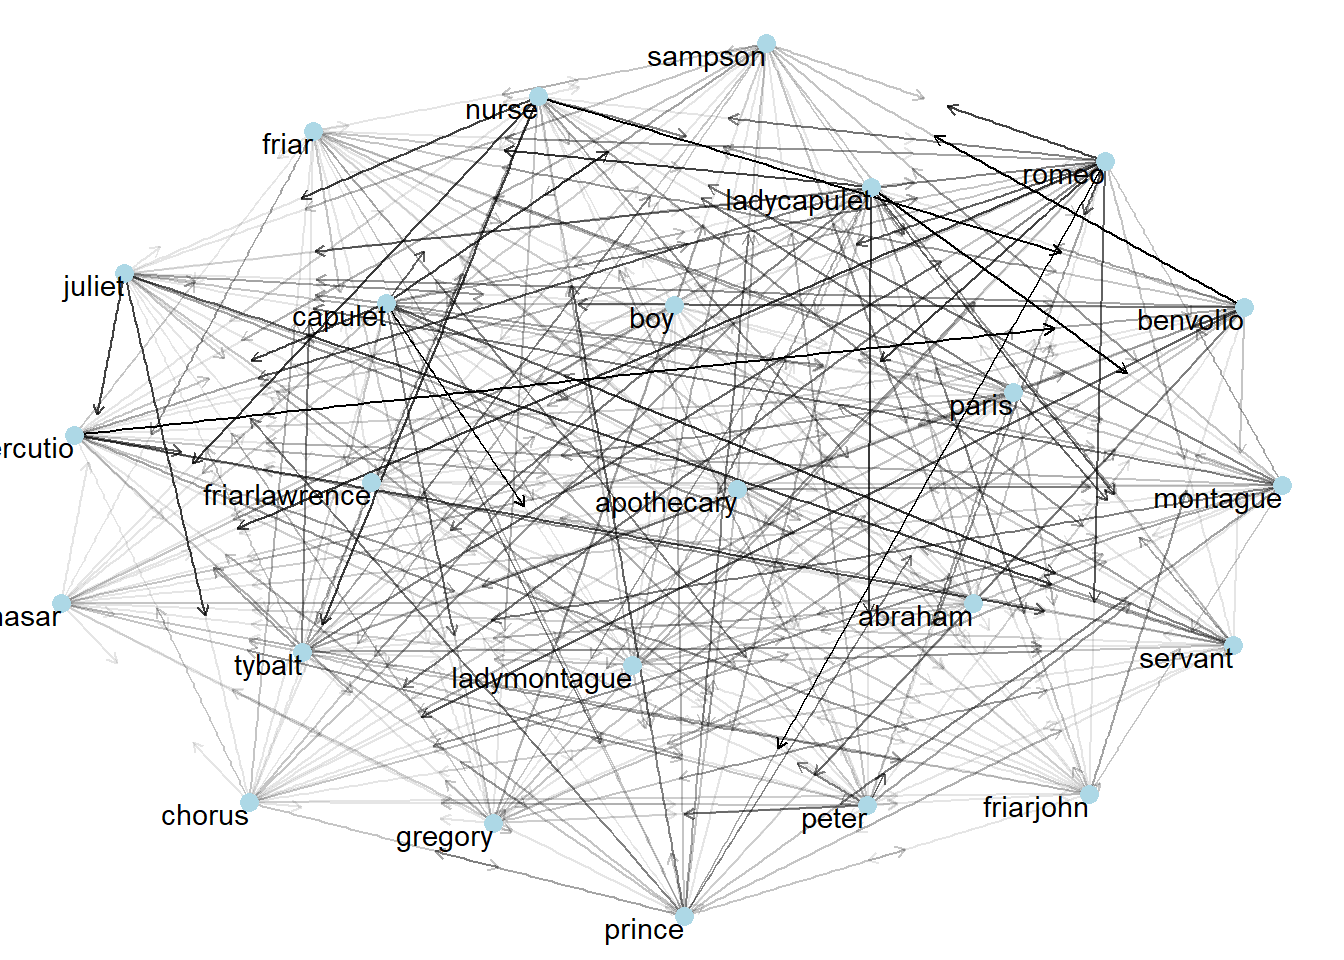 sampson
nurse
friar
romeo
ladycapulet
juliet
capulet
boy
benvolio
paris
ercutio
friarlawrence
apothecary
montague
abraham
asar
tybalt
ladymontague
servant
chorus
gregory
peter
friarjohn
prince